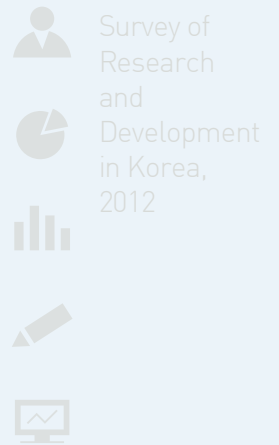 Survey of
Research
and
Development
in Korea,
2012